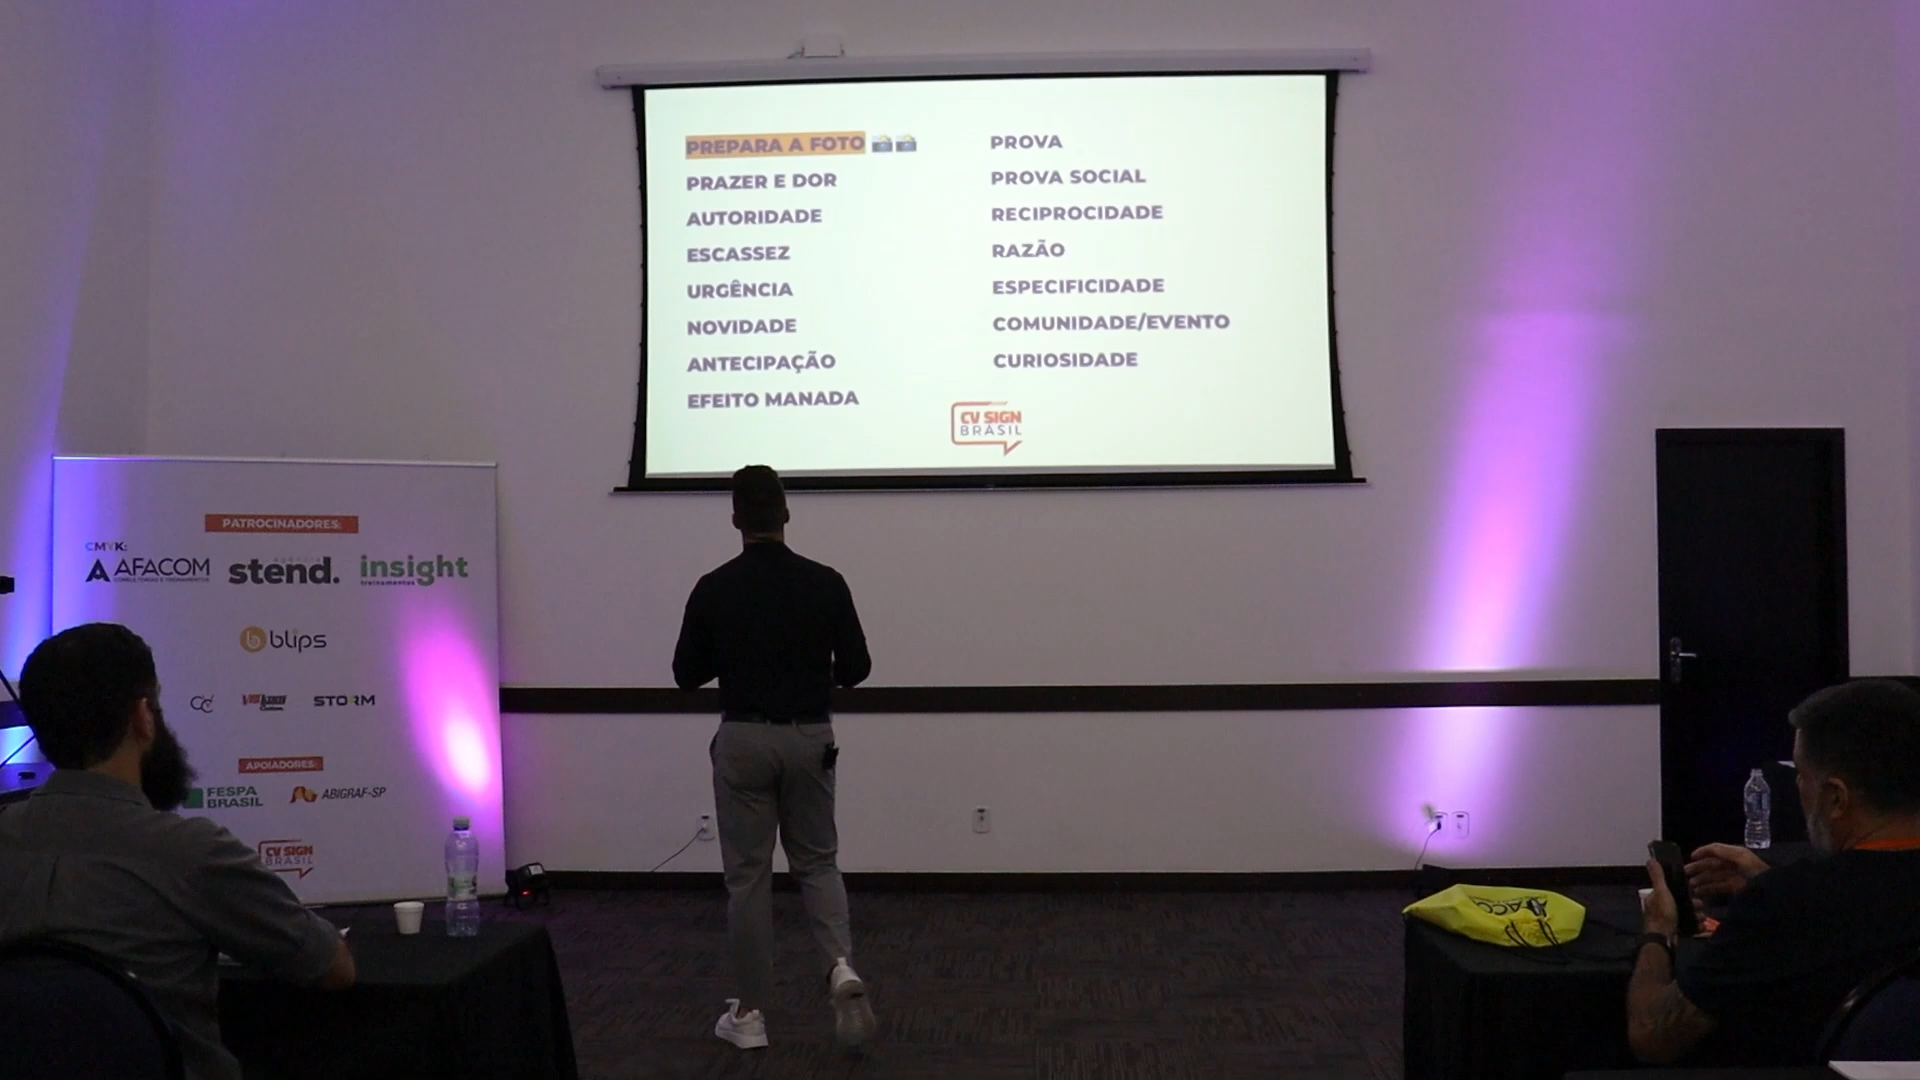 PREPARA A FOTO
PRAZER E DOR
AUTORIDADE
ESCASSEZ
URGÊNCIA
NOVIDADE
ANTECIPAÇÃO
EFEITO MANADA
PROVA
PROVA SOCIAL
RECIPROCIDADE
RAZÃO
ESPECIFICIDADE
COMUNIDADE/EVENTO
CURIOSIDADE
CV SIGN
BRASIL
PATROCINADORES:
CMYK:
AFACOM
CONSULTORIAS E TREINAMENTOS
stend.
insight
treinamentos
blips
STORM
APOIADORES:
FESPA
BRASIL
ABIGRAF-SP
CV SIGN
BRASIL